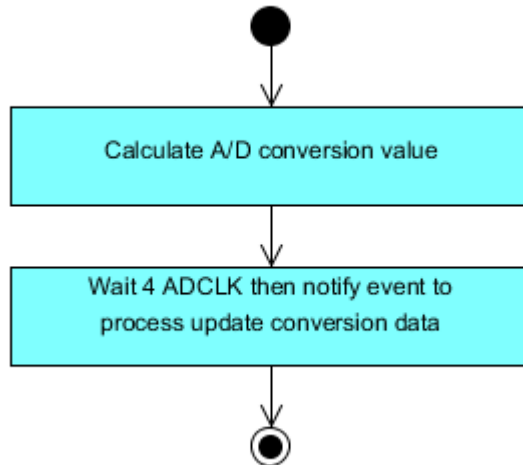 Calculate A/D conversion value
Wait 4 ADCLK then notify event to
process update conversion data